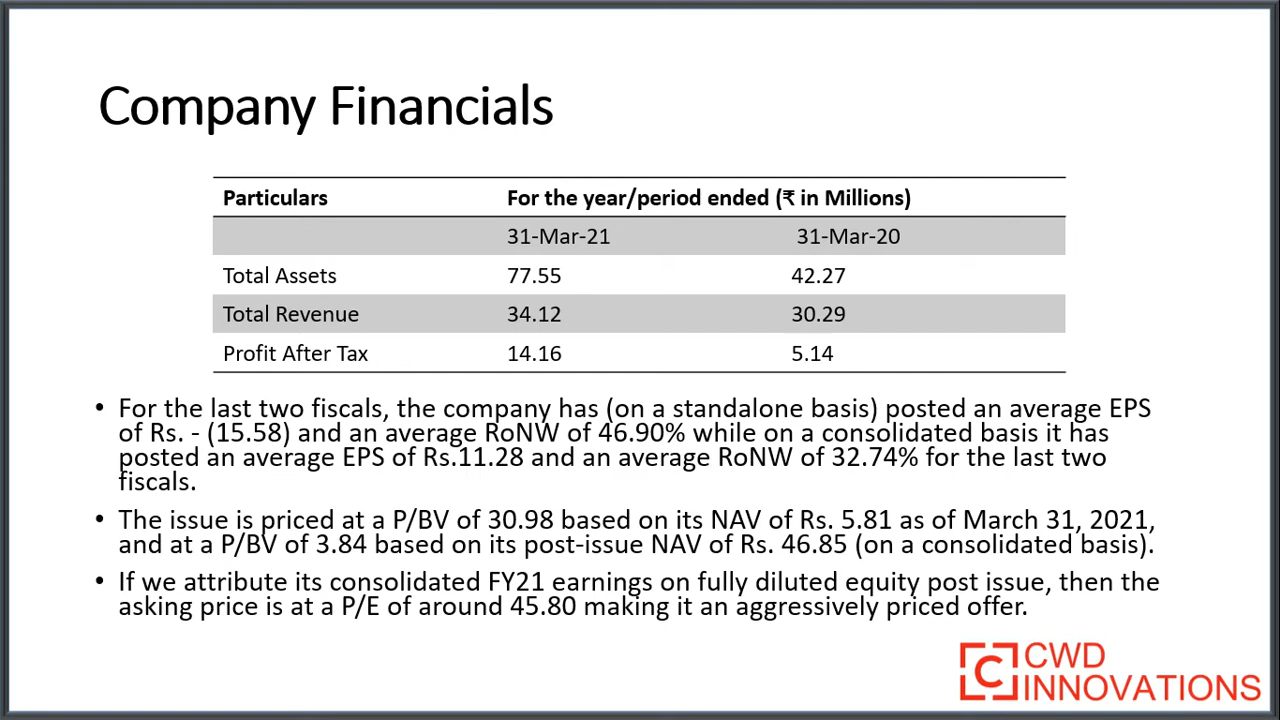 Company Financials
Particulars For the year/period ended (₹ in Millions)
31-Mar-21 31-Mar-20
Total Assets 77.55 42.27
Total Revenue 34.12 30.29
Profit After Tax 14.16 5.14
• For the last two fiscals, the company has (on a standalone basis) posted an average EPS
of Rs. - (15.58) and an average RoNW of 46.90% while on a consolidated basis it has
posted an average EPS of Rs.11.28 and an average RoNW of 32.74% for the last two
fiscals.
• The issue is priced at a P/BV of 30.98 based on its NAV of Rs. 5.81 as of March 31, 2021,
and at a P/BV of 3.84 based on its post-issue NAV of Rs. 46.85 (on a consolidated basis).
• If we attribute its consolidated FY21 earnings on fully diluted equity post issue, then the
asking price is at a P/E of around 45.80 making it an aggressively priced offer.
C CWD
INNOVATIONS